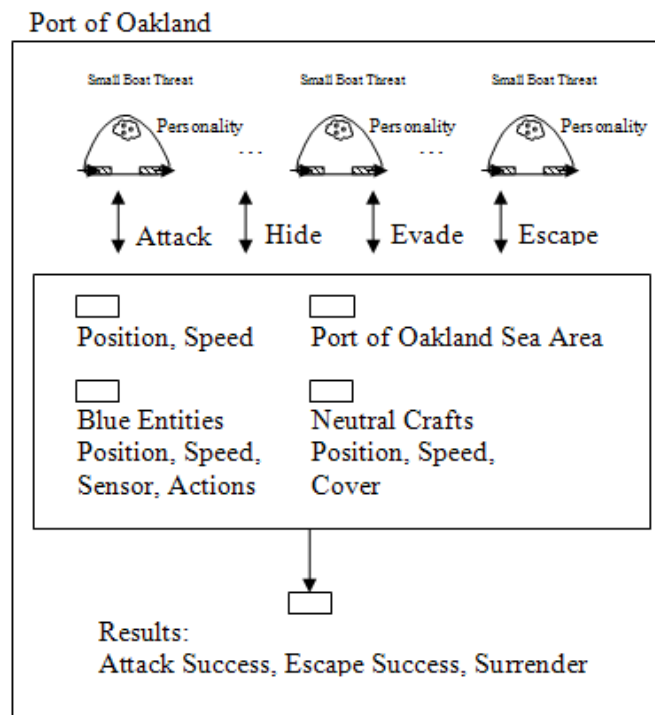 Port of Oakland
Small Boat Threat Small Boat Threat Small Boat Threat
Personality Personality Personality
... ...
Attack Hide Evade Escape
Position, Speed Port of Oakland Sea Area
Blue Entities
Position, Speed,
Sensor, Actions
Neutral Crafts
Position, Speed,
Cover
Results:
Attack Success, Escape Success, Surrender